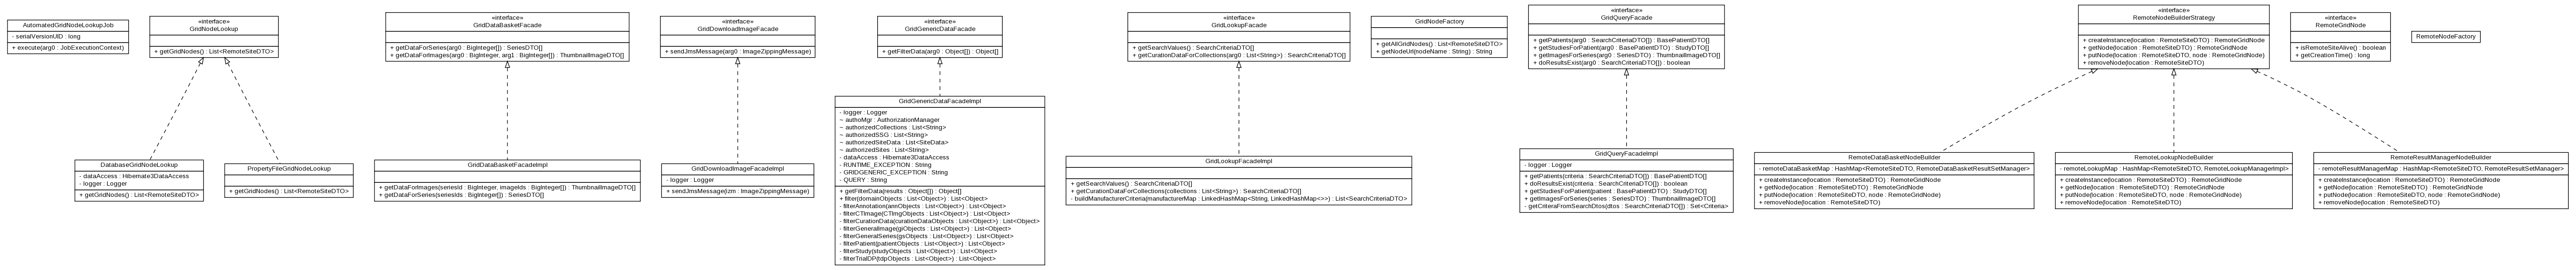 AutomatedGridNodeLookupJob
- serialVersionUID : long
+ execute(arg0 : JobExecutionContext)
«interface»
GridNodeLookup
+ getGridNodes() : List<RemoteSiteDTO>
«interface»
GridDataBasketFacade
+ getDataForSeries(arg0 : BigInteger[]) : SeriesDTO[]
+ getDataForImages(arg0 : BigInteger, arg1 : BigInteger[]) : ThumbnailImageDTO[]
«interface»
GridDownloadImageFacade
+ sendJmsMessage(arg0 : ImageZippingMessage)
«interface»
GridGenericDataFacade
+ getFilterData(arg0 : Object[]) : Object[]
«interface»
GridLookupFacade
+ getSearchValues() : SearchCriteriaDTO[]
+ getCurationDataForCollections(arg0 : List<String>) : SearchCriteriaDTO[]
GridNodeFactory
+ getAllGridNodes() : List<RemoteSiteDTO>
+ getNodeUrl(nodeName : String) : String
«interface»
GridQueryFacade
+ getPatients(arg0 : SearchCriteriaDTO[]) : BasePatientDTO[]
+ getStudiesForPatient(arg0 : BasePatientDTO) : StudyDTO[]
+ getImagesForSeries(arg0 : SeriesDTO) : ThumbnailImageDTO[]
+ doResultsExist(arg0 : SearchCriteriaDTO[]) : boolean
«interface»
RemoteNodeBuilderStrategy
+ createInstance(location : RemoteSiteDTO) : RemoteGridNode
+ getNode(location : RemoteSiteDTO) : RemoteGridNode
+ putNode(location : RemoteSiteDTO, node : RemoteGridNode)
+ removeNode(location : RemoteSiteDTO)
«interface»
RemoteGridNode
+ isRemoteSiteAlive() : boolean
+ getCreationTime() : long
RemoteNodeFactory
DatabaseGridNodeLookup
- dataAccess : Hibernate3DataAccess
- logger : Logger
+ getGridNodes() : List<RemoteSiteDTO>
PropertyFileGridNodeLookup
+ getGridNodes() : List<RemoteSiteDTO>
GridDataBasketFacadeImpl
+ getDataForImages(seriesId : BigInteger, imageIds : BigInteger[]) : ThumbnailImageDTO[]
+ getDataForSeries(seriesIds : BigInteger[]) : SeriesDTO[]
GridDownloadImageFacadeImpl
- logger : Logger
+ sendJmsMessage(izm : ImageZippingMessage)
GridGenericDataFacadeImpl
- logger : Logger
~ authoMgr : AuthorizationManager
~ authorizedCollections : List<String>
~ authorizedSSG : List<String>
~ authorizedSiteData : List<SiteData>
~ authorizedSites : List<String>
- dataAccess : Hibernate3DataAccess
- RUNTIME_EXCEPTION : String
- GRIDGENERIC_EXCEPTION : String
- QUERY : String
+ getFilterData(results : Object[]) : Object[]
+ filter(domainObjects : List<Object>) : List<Object>
- filterAnnotation(annObjects : List<Object>) : List<Object>
- filterCTImage(CTImgObjects : List<Object>) : List<Object>
- filterCurationData(curationDataObjects : List<Object>) : List<Object>
- filterGeneralImage(giObjects : List<Object>) : List<Object>
- filterGeneralSeries(gsObjects : List<Object>) : List<Object>
- filterPatient(patientObjects : List<Object>) : List<Object>
- filterStudy(studyObjects : List<Object>) : List<Object>
- filterTrialDP(tdpObjects : List<Object>) : List<Object>
GridLookupFacadeImpl
+ getSearchValues() : SearchCriteriaDTO[]
+ getCurationDataForCollections(collections : List<String>) : SearchCriteriaDTO[]
- buildManufacturerCriteria(manufacturerMap : LinkedHashMap<String, LinkedHashMap<>>) : List<SearchCriteriaDTO>
GridQueryFacadeImpl
- logger : Logger
+ getPatients(criteria : SearchCriteriaDTO[]) : BasePatientDTO[]
+ doResultsExist(criteria : SearchCriteriaDTO[]) : boolean
+ getStudiesForPatient(patient : BasePatientDTO) : StudyDTO[]
+ getImagesForSeries(series : SeriesDTO) : ThumbnailImageDTO[]
- getCriteraFromSearchDtos(dtos : SearchCriteriaDTO[]) : Set<Criteria>
RemoteDataBasketNodeBuilder
- remoteDataBasketMap : HashMap<RemoteSiteDTO, RemoteDataBasketResultSetManager>
+ createInstance(location : RemoteSiteDTO) : RemoteGridNode
+ getNode(location : RemoteSiteDTO) : RemoteGridNode
+ putNode(location : RemoteSiteDTO, node : RemoteGridNode)
+ removeNode(location : RemoteSiteDTO)
RemoteLookupNodeBuilder
- remoteLookupMap : HashMap<RemoteSiteDTO, RemoteLookupManagerImpl>
+ createInstance(location : RemoteSiteDTO) : RemoteGridNode
+ getNode(location : RemoteSiteDTO) : RemoteGridNode
+ putNode(location : RemoteSiteDTO, node : RemoteGridNode)
+ removeNode(location : RemoteSiteDTO)
RemoteResultManagerNodeBuilder
- remoteResultManagerMap : HashMap<RemoteSiteDTO, RemoteResultSetManager>
+ createInstance(location : RemoteSiteDTO) : RemoteGridNode
+ getNode(location : RemoteSiteDTO) : RemoteGridNode
+ putNode(location : RemoteSiteDTO, node : RemoteGridNode)
+ removeNode(location : RemoteSiteDTO)